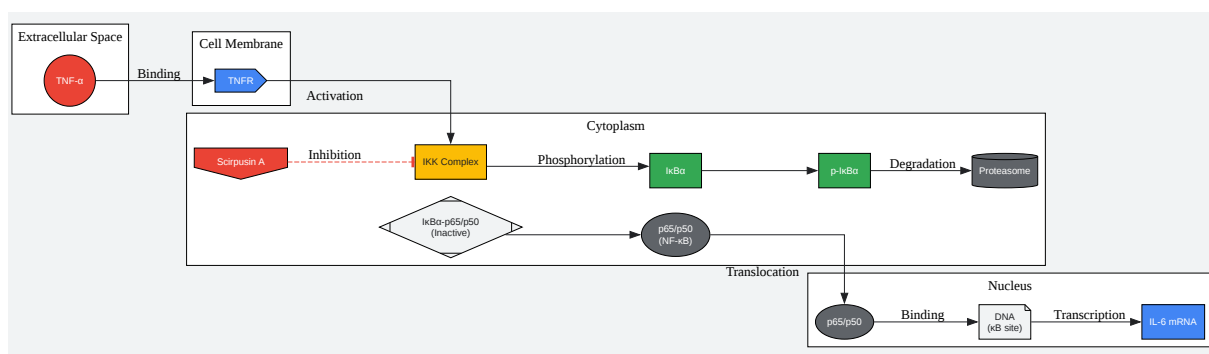 Extracellular Space
TNF-α
Binding
Cell Membrane
TNFR
Activation
Cytoplasm
Scirpusin A
Inhibition
IKK Complex
Phosphorylation
IκBα
p-IκBα
Degradation
Proteasome
IκBα-p65/p50
(Inactive)
p65/p50
(NF-κB)
Translocation
Nucleus
p65/p50
Binding
DNA
(κB site)
Transcription
IL-6 mRNA